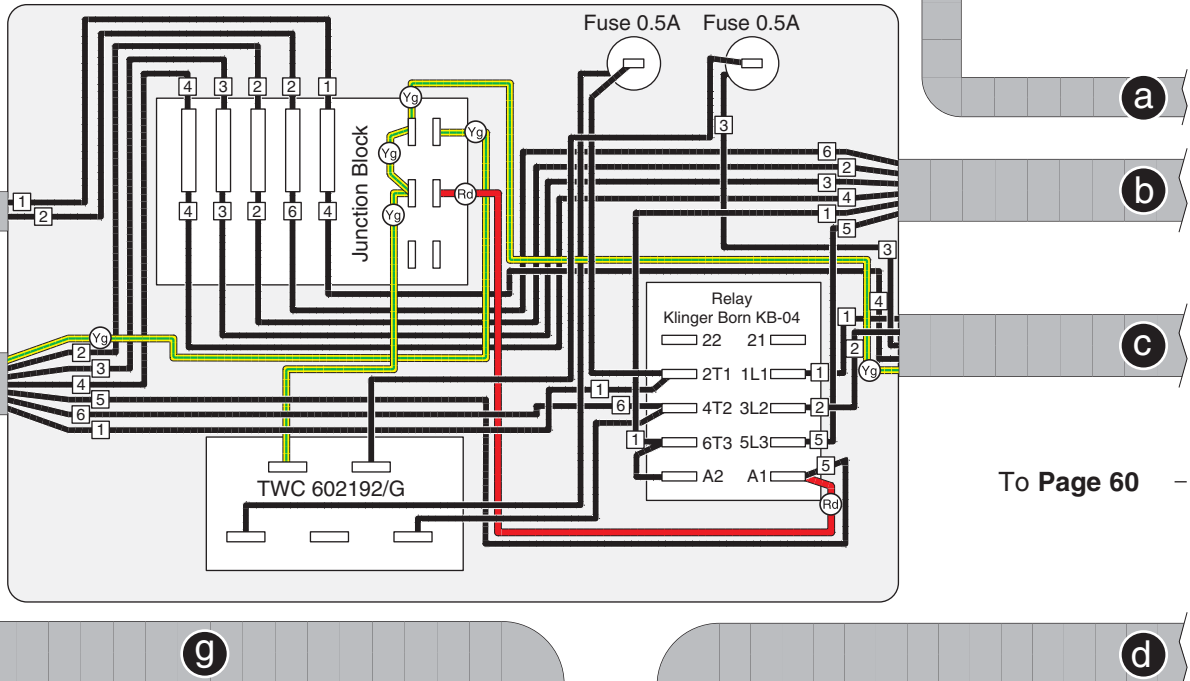 Fuse 0.5A Fuse 0.5A
a
4 3 2 2 1
Yg
Yg
3
Yg
6
2
3
4
1
5
b
Junction Block
Rd
1
2
4 3 2 6 4
Yg
3
4
Relay
Klinger Born KB-04
22 21
1
2
c
Yg
2T1 1L1 1
4T2 3L2 2
6T3 5L3 5
A2 A1 5
Rd
Yg
2
3
4
5
6
1
1
6
1
TWC 602192/G
To Page 60
g
d